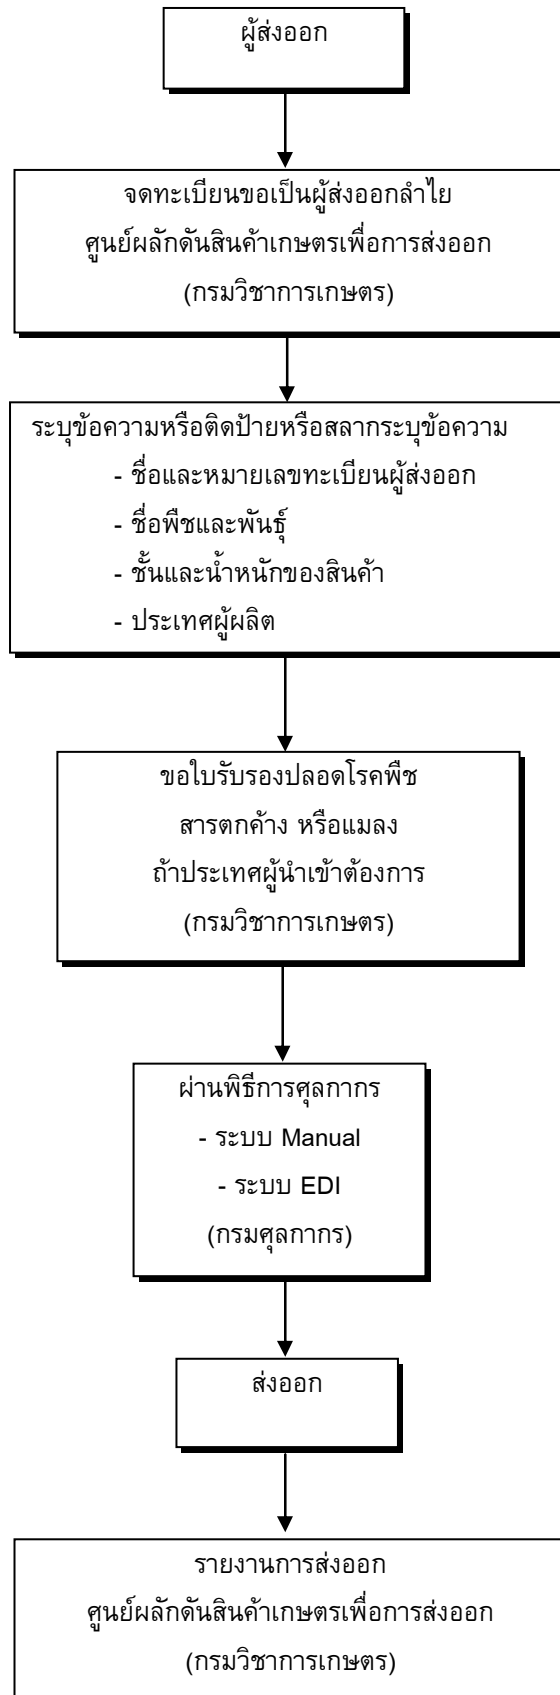 ผู้ส่งออก
จดทะเบียนขอเป็นผู้ส่งออกลำไย
ศูนย์ผลักดันสินค้าเกษตรเพื่อการส่งออก
(กรมวิชาการเกษตร)
ระบุข้อความหรือติดป้ายหรือสลากระบุข้อความ
- ชื่อและหมายเลขทะเบียนผู้ส่งออก
- ชื่อพืชและพันธุ์
- ชั้นและน้ำหนักของสินค้า
- ประเทศผู้ผลิต
ขอใบรับรองปลอดโรคพืช
สารตกค้าง หรือแมลง
ถ้าประเทศผู้นำเข้าต้องการ
(กรมวิชาการเกษตร)
ผ่านพิธีการศุลกากร
- ระบบ Manual
- ระบบ EDI
(กรมศุลกากร)
ส่งออก
รายงานการส่งออก
ศูนย์ผลักดันสินค้าเกษตรเพื่อการส่งออก
(กรมวิชาการเกษตร)